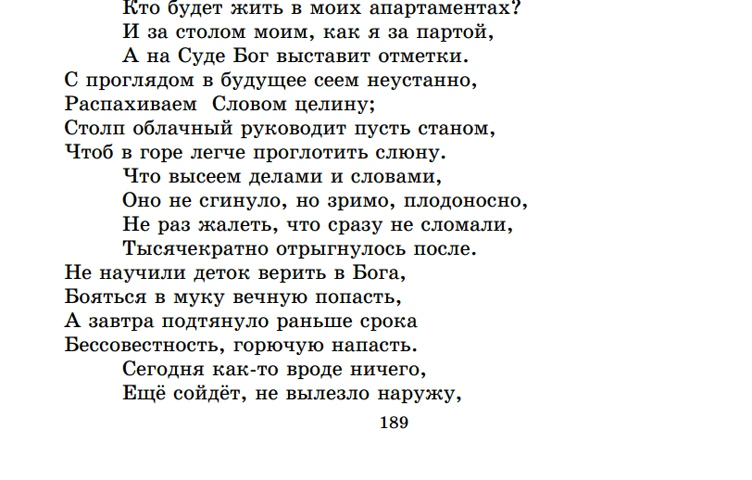 Кто будет жить в моих апартаментах?
И за столом моим, как я за партой,
А на Суде Бог выставит отметки.
С проглядом в будущее сеем неустанно,
Распахиваем Словом целину;
Столп облачный руководит пусть станом,
Чтоб в горе легче проглотить слюну.
Что высеем делами и словами,
Оно не сгинуло, но зримо, плодоносно,
Не раз жалеть, что сразу не сломали,
Тысячекратно отрыгнулось после.
Не научили деток верить в Бога,
Бояться в муку вечную попасть,
А завтра подтянуло раньше срока
Бессовестность, горючую напасть.
Сегодня как-то вроде ничего,
Ещё сойдёт, не вылезло наружу,
189